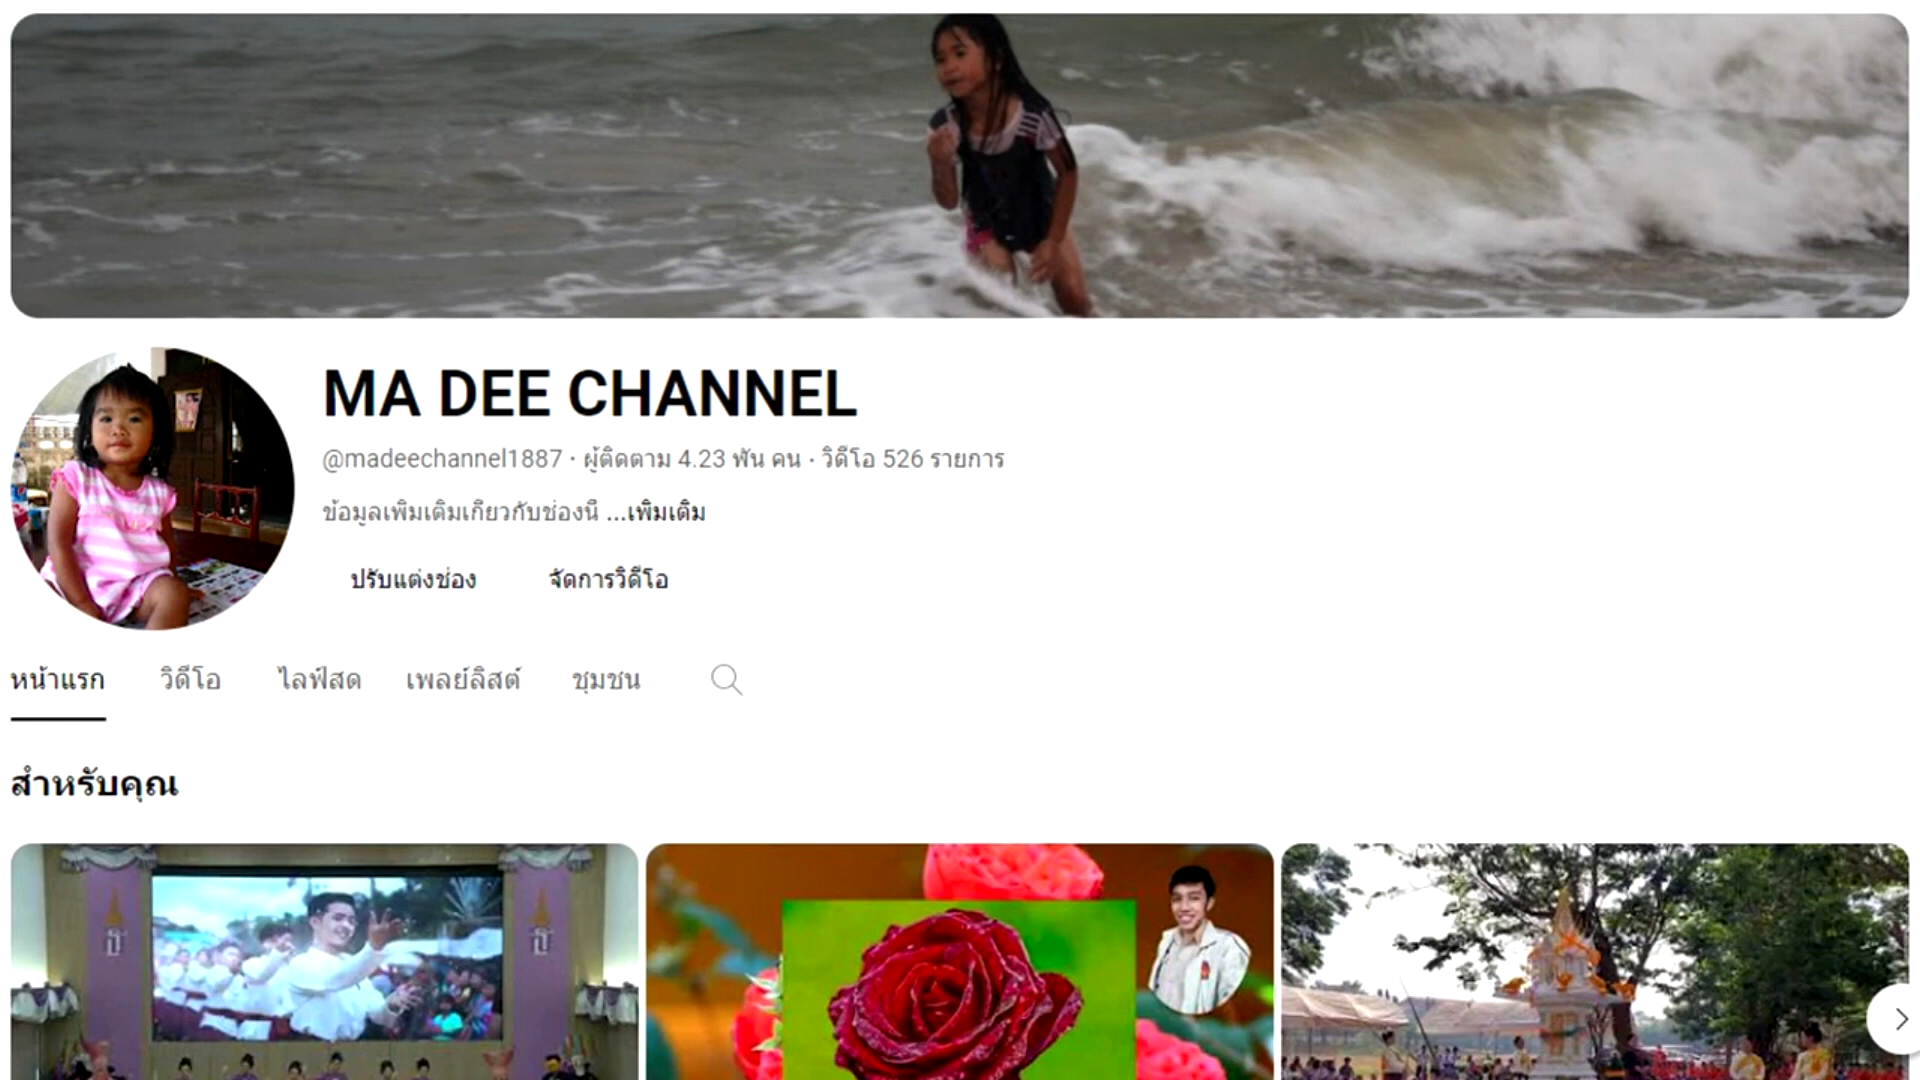 MA DEE CHANNEL
@madeechannel1887 · ผู้ติดตาม 4.23 พัน คน · วิดีโอ 526 รายการ
ข้อมูลเพิ่มเติมเกี่ยวกับช่องนี้ ...เพิ่มเติม
ปรับแต่งช่อง จัดการวิดีโอ
หน้าแรก วิดีโอ ไลฟ์สด เพลย์ลิสต์ ชุมชน
สำหรับคุณ